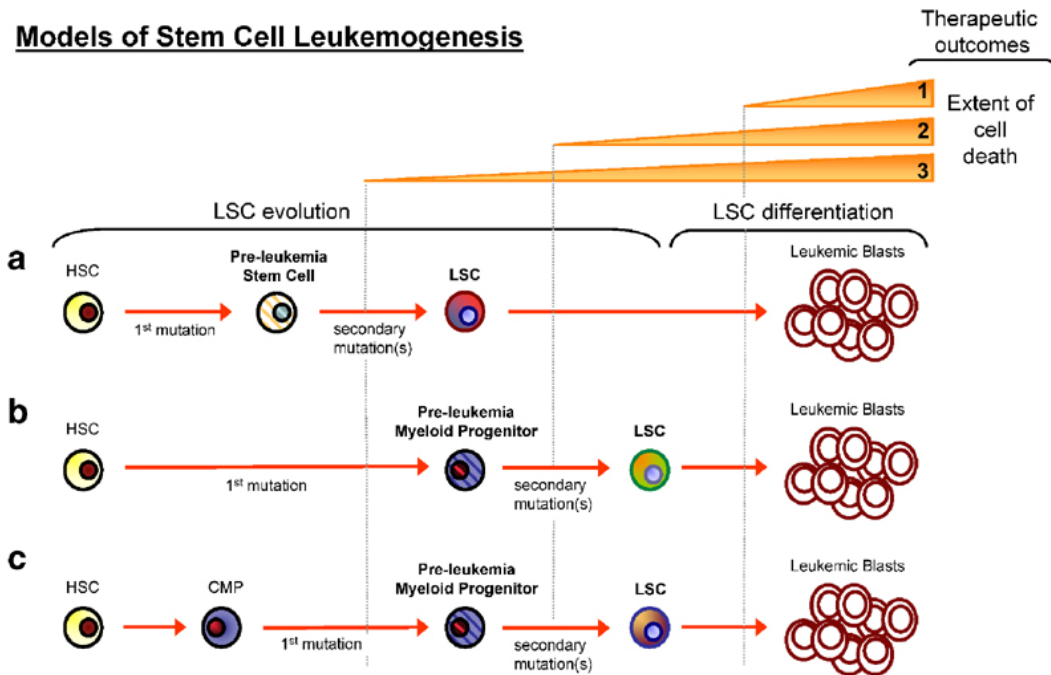 Models of Stem Cell Leukemogenesis
Therapeutic
outcomes
1
2
3
Extent of
cell
death
LSC evolution
LSC differentiation
a
HSC
Pre-leukemia
Stem Cell
LSC
Leukemic Blasts
1st mutation
secondary
mutation(s)
b
HSC
Pre-leukemia
Myeloid Progenitor
LSC
Leukemic Blasts
1st mutation
secondary
mutation(s)
c
HSC
CMP
Pre-leukemia
Myeloid Progenitor
LSC
Leukemic Blasts
1st mutation
secondary
mutation(s)